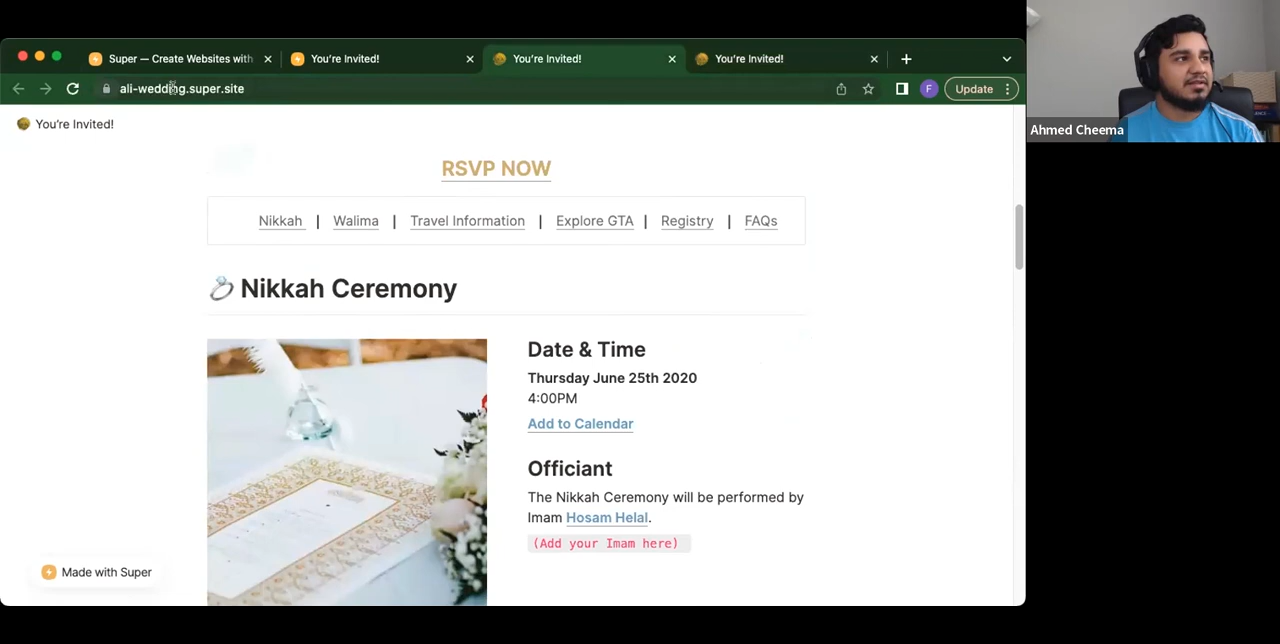 Super — Create Websites with
You're Invited!
You're Invited!
You're Invited!
ali-wedding.super.site
F
Update
You're Invited!
RSVP NOW
Nikkah | Walima | Travel Information | Explore GTA | Registry | FAQs
Nikkah Ceremony
Date & Time
Thursday June 25th 2020
4:00PM
Add to Calendar
Officiant
The Nikkah Ceremony will be performed by
Imam Hosam Helal.
(Add your Imam here)
Made with Super
Ahmed Cheema